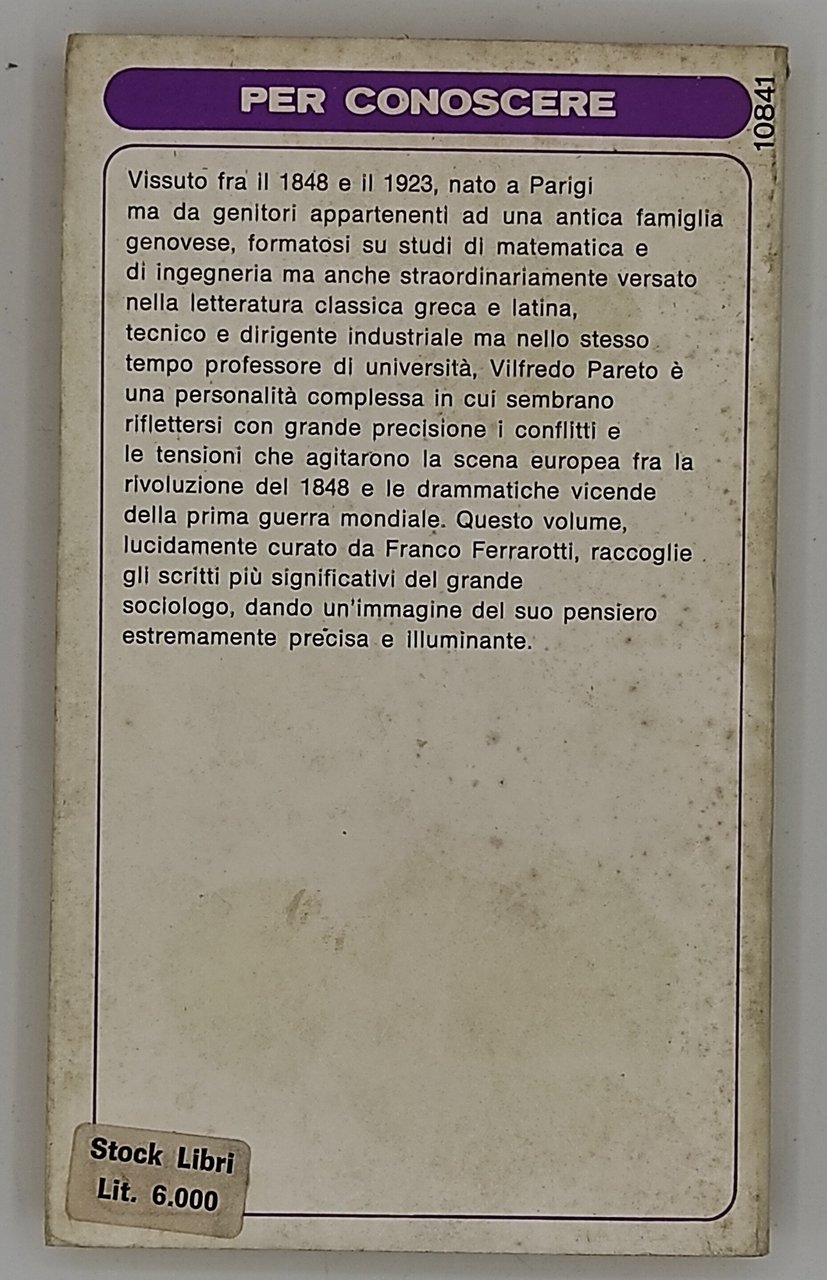 PER CONOSCERE
10841
Vissuto fra il 1848 e il 1923, nato a Parigi
ma da genitori appartenenti ad una antica famiglia
genovese, formatosi su studi di matematica e
di ingegneria ma anche straordinariamente versato
nella letteratura classica greca e latina,
tecnico e dirigente industriale ma nello stesso
tempo professore di università, Vilfredo Pareto è
una personalità complessa in cui sembrano
riflettersi con grande precisione i conflitti e
le tensioni che agitarono la scena europea fra la
rivoluzione del 1848 e le drammatiche vicende
della prima guerra mondiale. Questo volume,
lucidamente curato da Franco Ferrarotti, raccoglie
gli scritti più significativi del grande
sociologo, dando un'immagine del suo pensiero
estremamente precisa e illuminante.
Stock Libri
Lit. 6.000